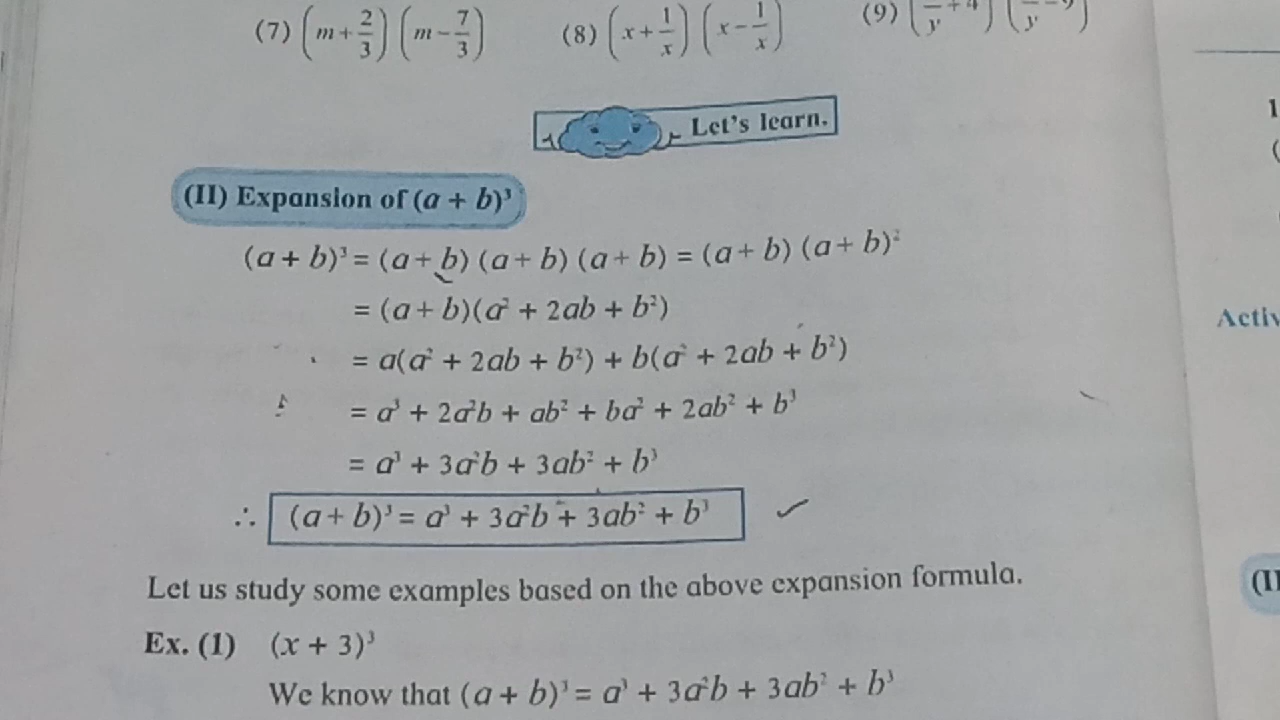 (7) (m + 2/3) (m − 7/3) (8) (x + 1/x) (x − 1/x) (9)
Let's learn.
(II) Expansion of (a + b)³
(a + b)³ = (a + b) (a + b) (a + b) = (a + b) (a + b)²
= (a + b)(a² + 2ab + b²)
= a(a² + 2ab + b²) + b(a² + 2ab + b²)
= a³ + 2a²b + ab² + ba² + 2ab² + b³
= a³ + 3a²b + 3ab² + b³
∴ (a + b)³ = a³ + 3a²b + 3ab² + b³
Let us study some examples based on the above expansion formula.
Ex. (1) (x + 3)³
We know that (a + b)³ = a³ + 3a²b + 3ab² + b³